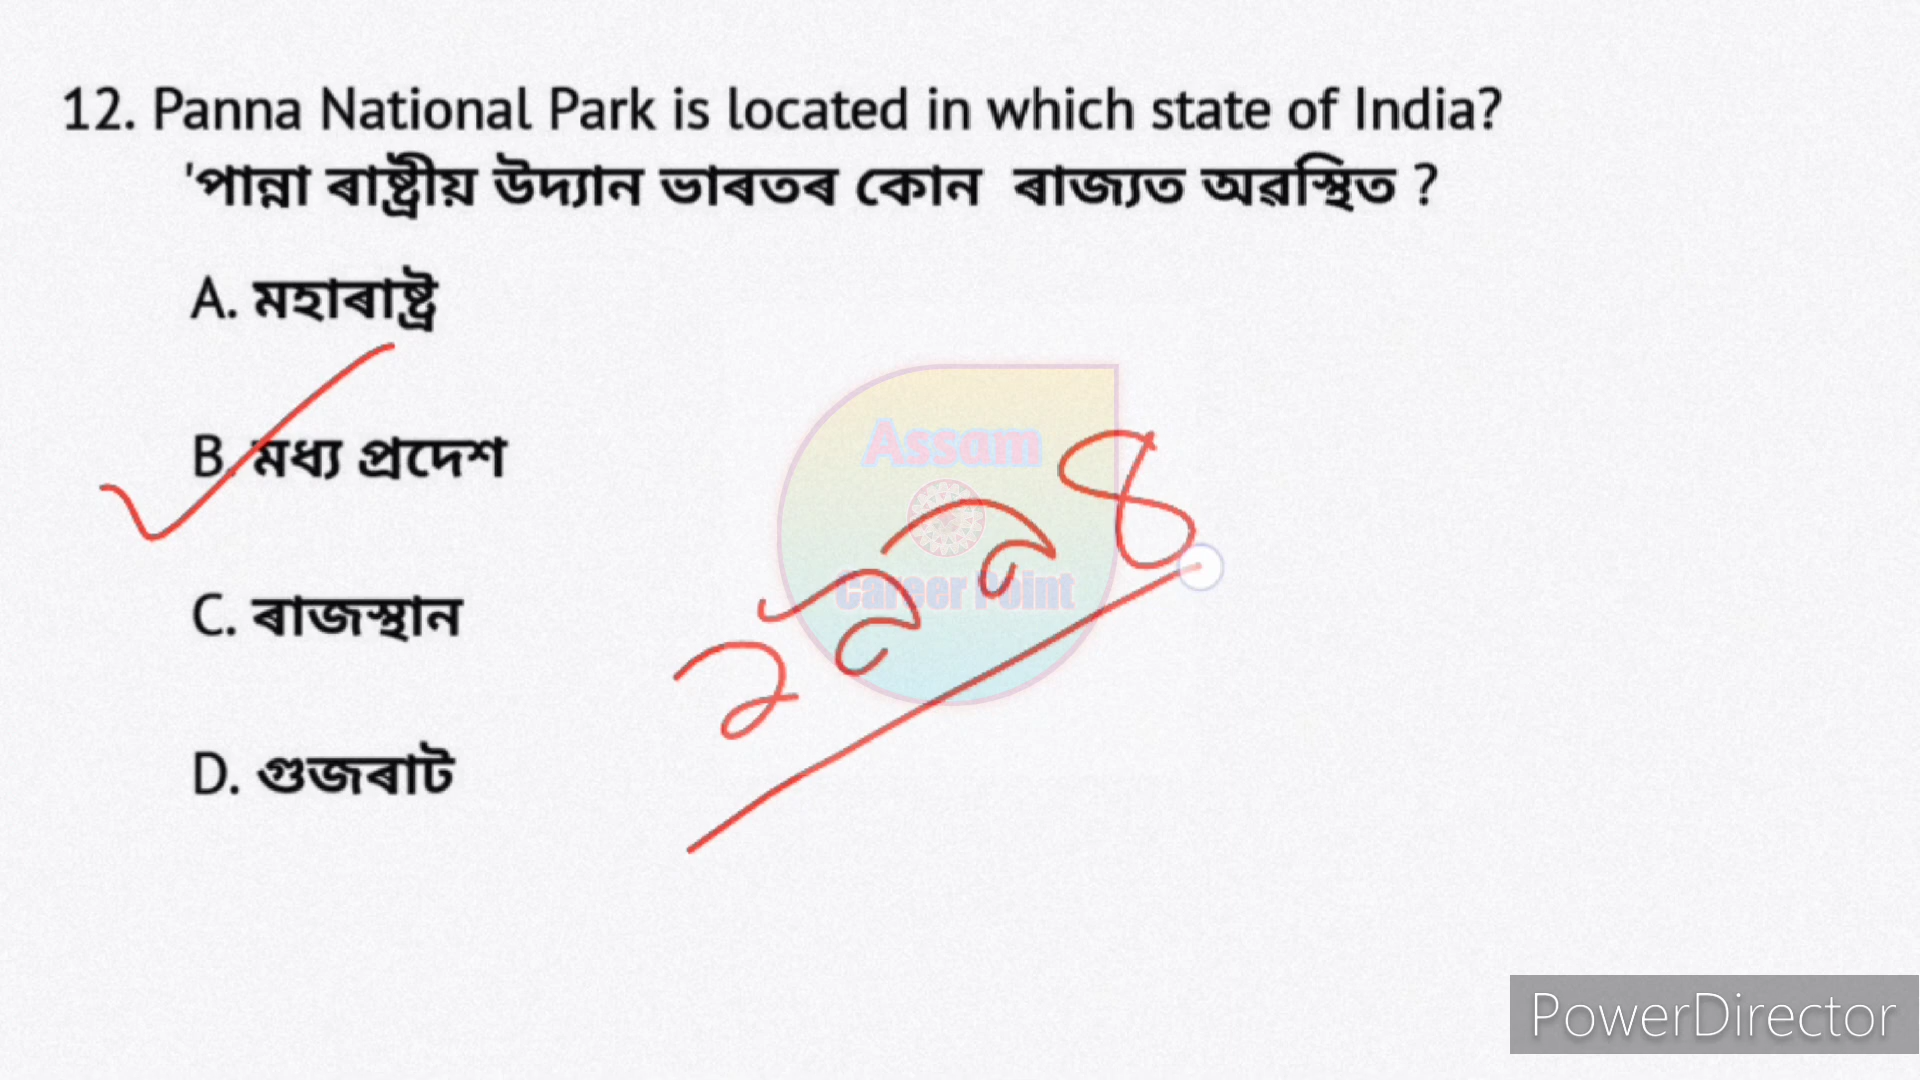 12. Panna National Park is located in which state of India?
'পান্না ৰাষ্ট্ৰীয় উদ্যান ভাৰতৰ কোন ৰাজ্যত অৱস্থিত ?
A. মহাৰাষ্ট্ৰ
B. মধ্য প্ৰদেশ
C. ৰাজস্থান
D. গুজৰাট
Assam
Career Point
PowerDirector